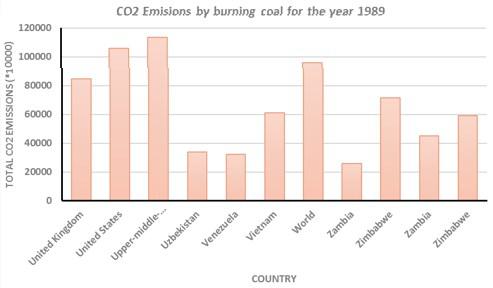 CO2 Emisions by burning coal for the year 1989
TOTAL CO2 EMISSIONS (*10000)
120000
100000
80000
60000
40000
20000
0
United Kingdom
United States
Upper-middle-...
Uzbekistan
Venezuela
Vietnam
World
Zambia
Zimbabwe
Zambia
Zimbabwe
COUNTRY